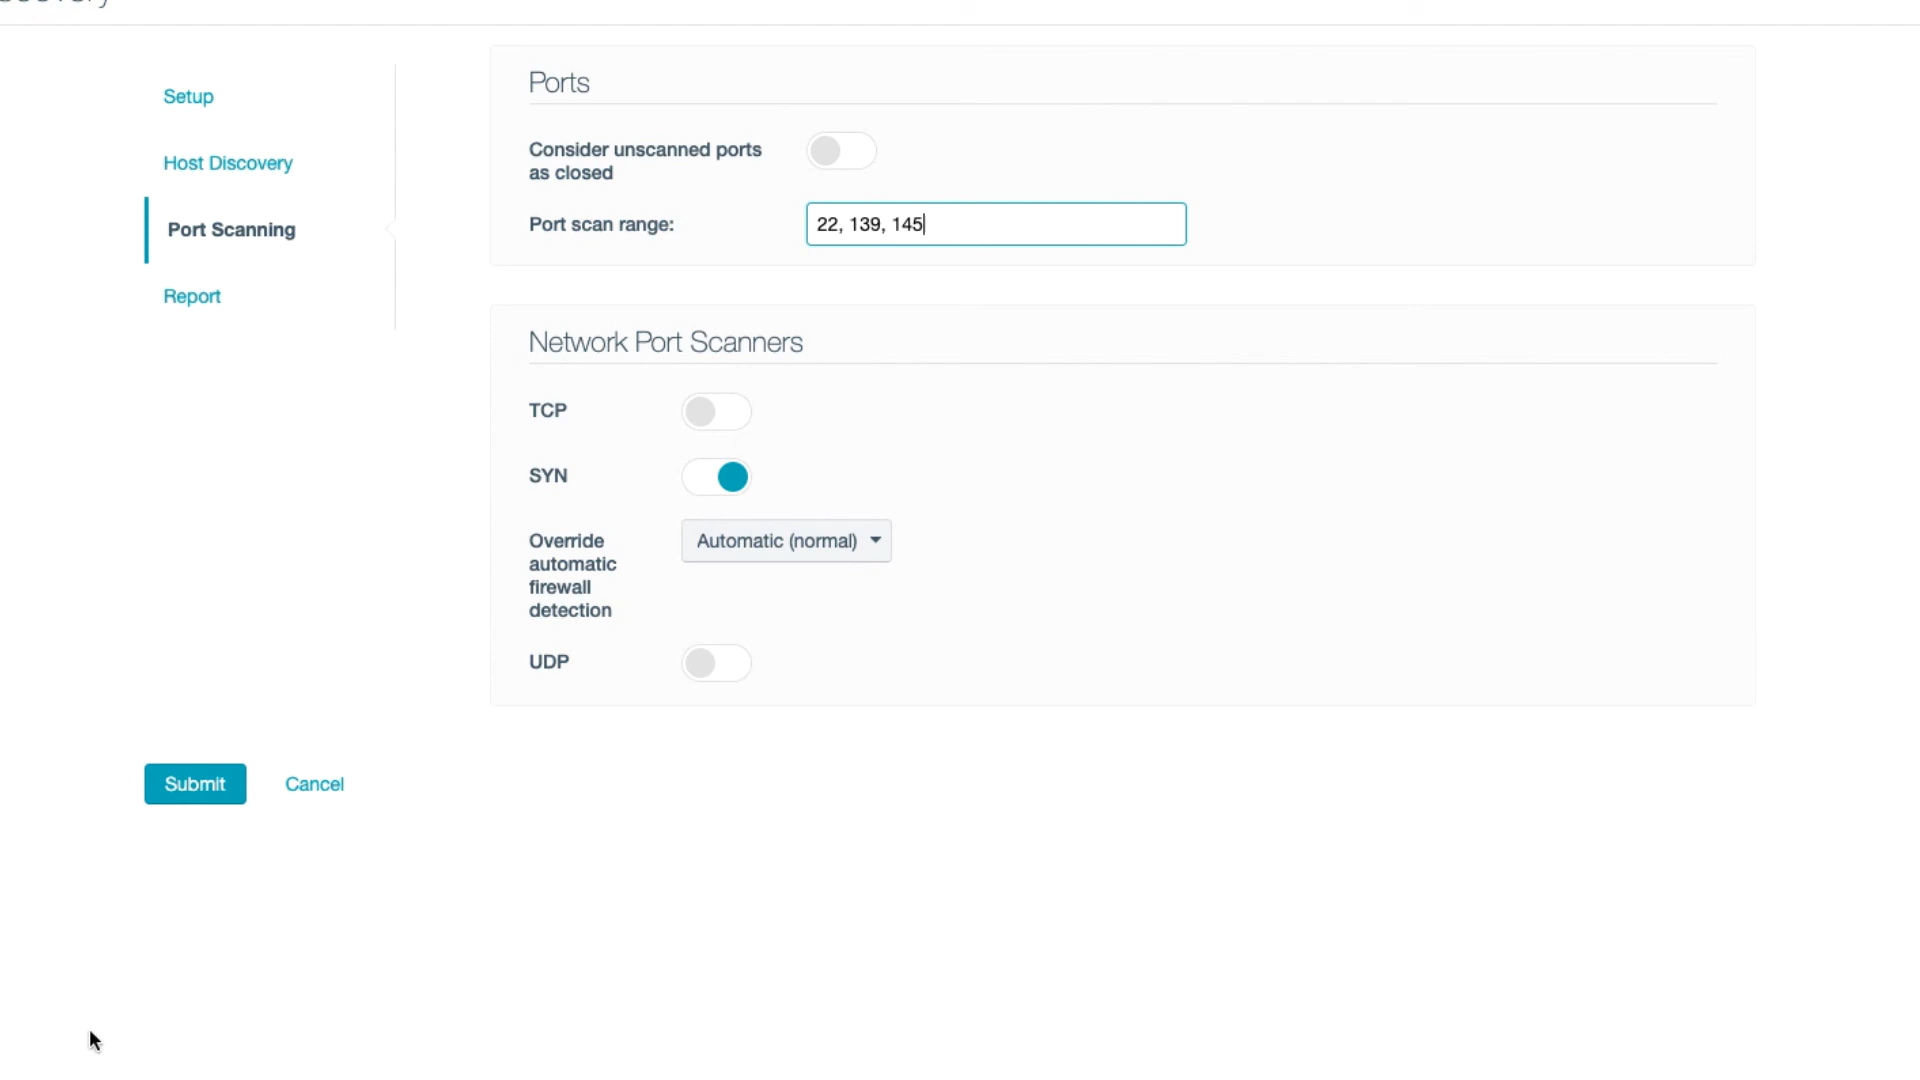 Setup
Host Discovery
Port Scanning
Report
Ports
Consider unscanned ports
as closed
Port scan range:
22, 139, 145
Network Port Scanners
TCP
SYN
Override
automatic
firewall
detection
Automatic (normal)
UDP
Submit
Cancel